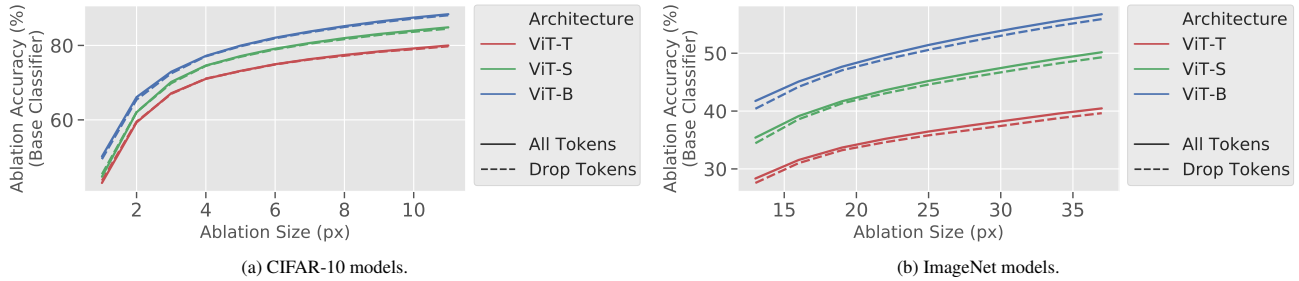 Ablation Accuracy (%)
(Base Classifier)
80
60
2 4 6 8 10
Ablation Size (px)
Architecture
ViT-T
ViT-S
ViT-B
All Tokens
Drop Tokens
(a) CIFAR-10 models.
Ablation Accuracy (%)
(Base Classifier)
50
40
30
15 20 25 30 35
Ablation Size (px)
Architecture
ViT-T
ViT-S
ViT-B
All Tokens
Drop Tokens
(b) ImageNet models.